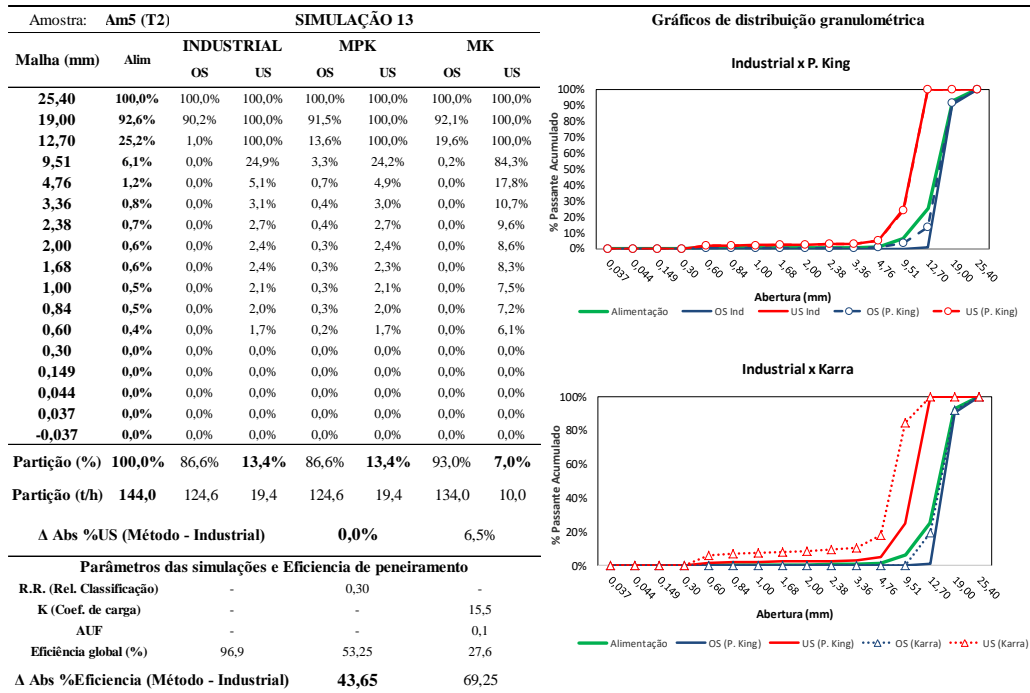 Amostra: Am5 (T2) SIMULAÇÃO 13
Malha (mm) Alim INDUSTRIAL MPK MK
OS US OS US OS US
25,40 100,0% 100,0% 100,0% 100,0% 100,0% 100,0% 100,0%
19,00 92,6% 90,2% 100,0% 91,5% 100,0% 92,1% 100,0%
12,70 25,2% 1,0% 100,0% 13,6% 100,0% 19,6% 100,0%
9,51 6,1% 0,0% 24,9% 3,3% 24,2% 0,2% 84,3%
4,76 1,2% 0,0% 5,1% 0,7% 4,9% 0,0% 17,8%
3,36 0,8% 0,0% 3,1% 0,4% 3,0% 0,0% 10,7%
2,38 0,7% 0,0% 2,7% 0,4% 2,7% 0,0% 9,6%
2,00 0,6% 0,0% 2,4% 0,3% 2,4% 0,0% 8,6%
1,68 0,6% 0,0% 2,4% 0,3% 2,3% 0,0% 8,3%
1,00 0,5% 0,0% 2,1% 0,3% 2,1% 0,0% 7,5%
0,84 0,5% 0,0% 2,0% 0,3% 2,0% 0,0% 7,2%
0,60 0,4% 0,0% 1,7% 0,2% 1,7% 0,0% 6,1%
0,30 0,0% 0,0% 0,0% 0,0% 0,0% 0,0% 0,0%
0,149 0,0% 0,0% 0,0% 0,0% 0,0% 0,0% 0,0%
0,044 0,0% 0,0% 0,0% 0,0% 0,0% 0,0% 0,0%
0,037 0,0% 0,0% 0,0% 0,0% 0,0% 0,0% 0,0%
-0,037 0,0% 0,0% 0,0% 0,0% 0,0% 0,0% 0,0%
Partição (%) 100,0% 86,6% 13,4% 86,6% 13,4% 93,0% 7,0%
Partição (t/h) 144,0 124,6 19,4 124,6 19,4 134,0 10,0
Δ Abs %US (Método - Industrial) 0,0% 6,5%
Parâmetros das simulações e Eficiencia de peneiramento
R.R. (Rel. Classificação) - 0,30 -
K (Coef. de carga) - - 15,5
AUF - - 0,1
Eficiência global (%) 96,9 53,25 27,6
Δ Abs %Eficiencia (Método - Industrial) 43,65 69,25
Gráficos de distribuição granulométrica
Industrial x P. King
% Passante Acumulado
100%
90%
80%
70%
60%
50%
40%
30%
20%
10%
0%
0,037 0,044 0,149 0,30 0,60 0,84 1,00 1,68 2,00 2,38 3,36 4,76 9,51 12,70 19,00 25,40
Abertura (mm)
Alimentação OS Ind US Ind OS (P. King) US (P. King)
Industrial x Karra
% Passante Acumulado
100%
80%
60%
40%
20%
0%
0,037 0,044 0,149 0,30 0,60 0,84 1,00 1,68 2,00 2,38 3,36 4,76 9,51 12,70 19,00 25,40
Abertura (mm)
Alimentação OS (P. King) US (P. King) OS (Karra) US (Karra)